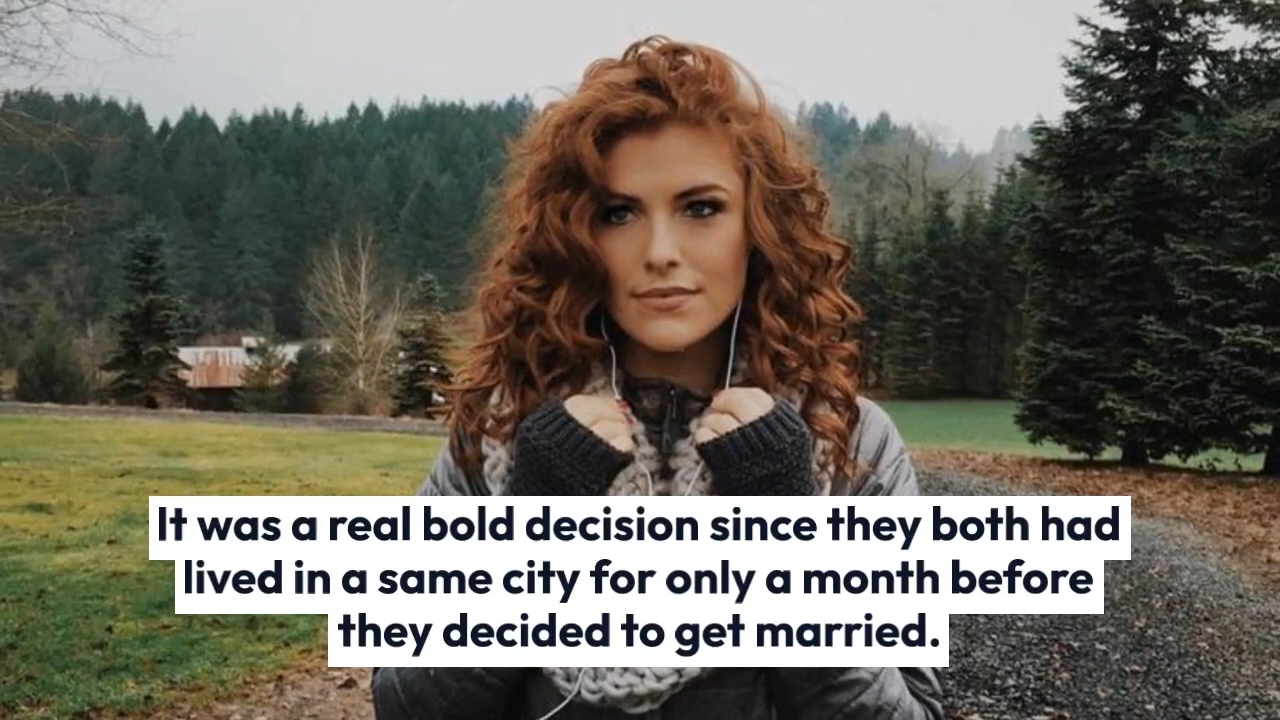 It was a real bold decision since they both had
lived in a same city for only a month before
they decided to get married.